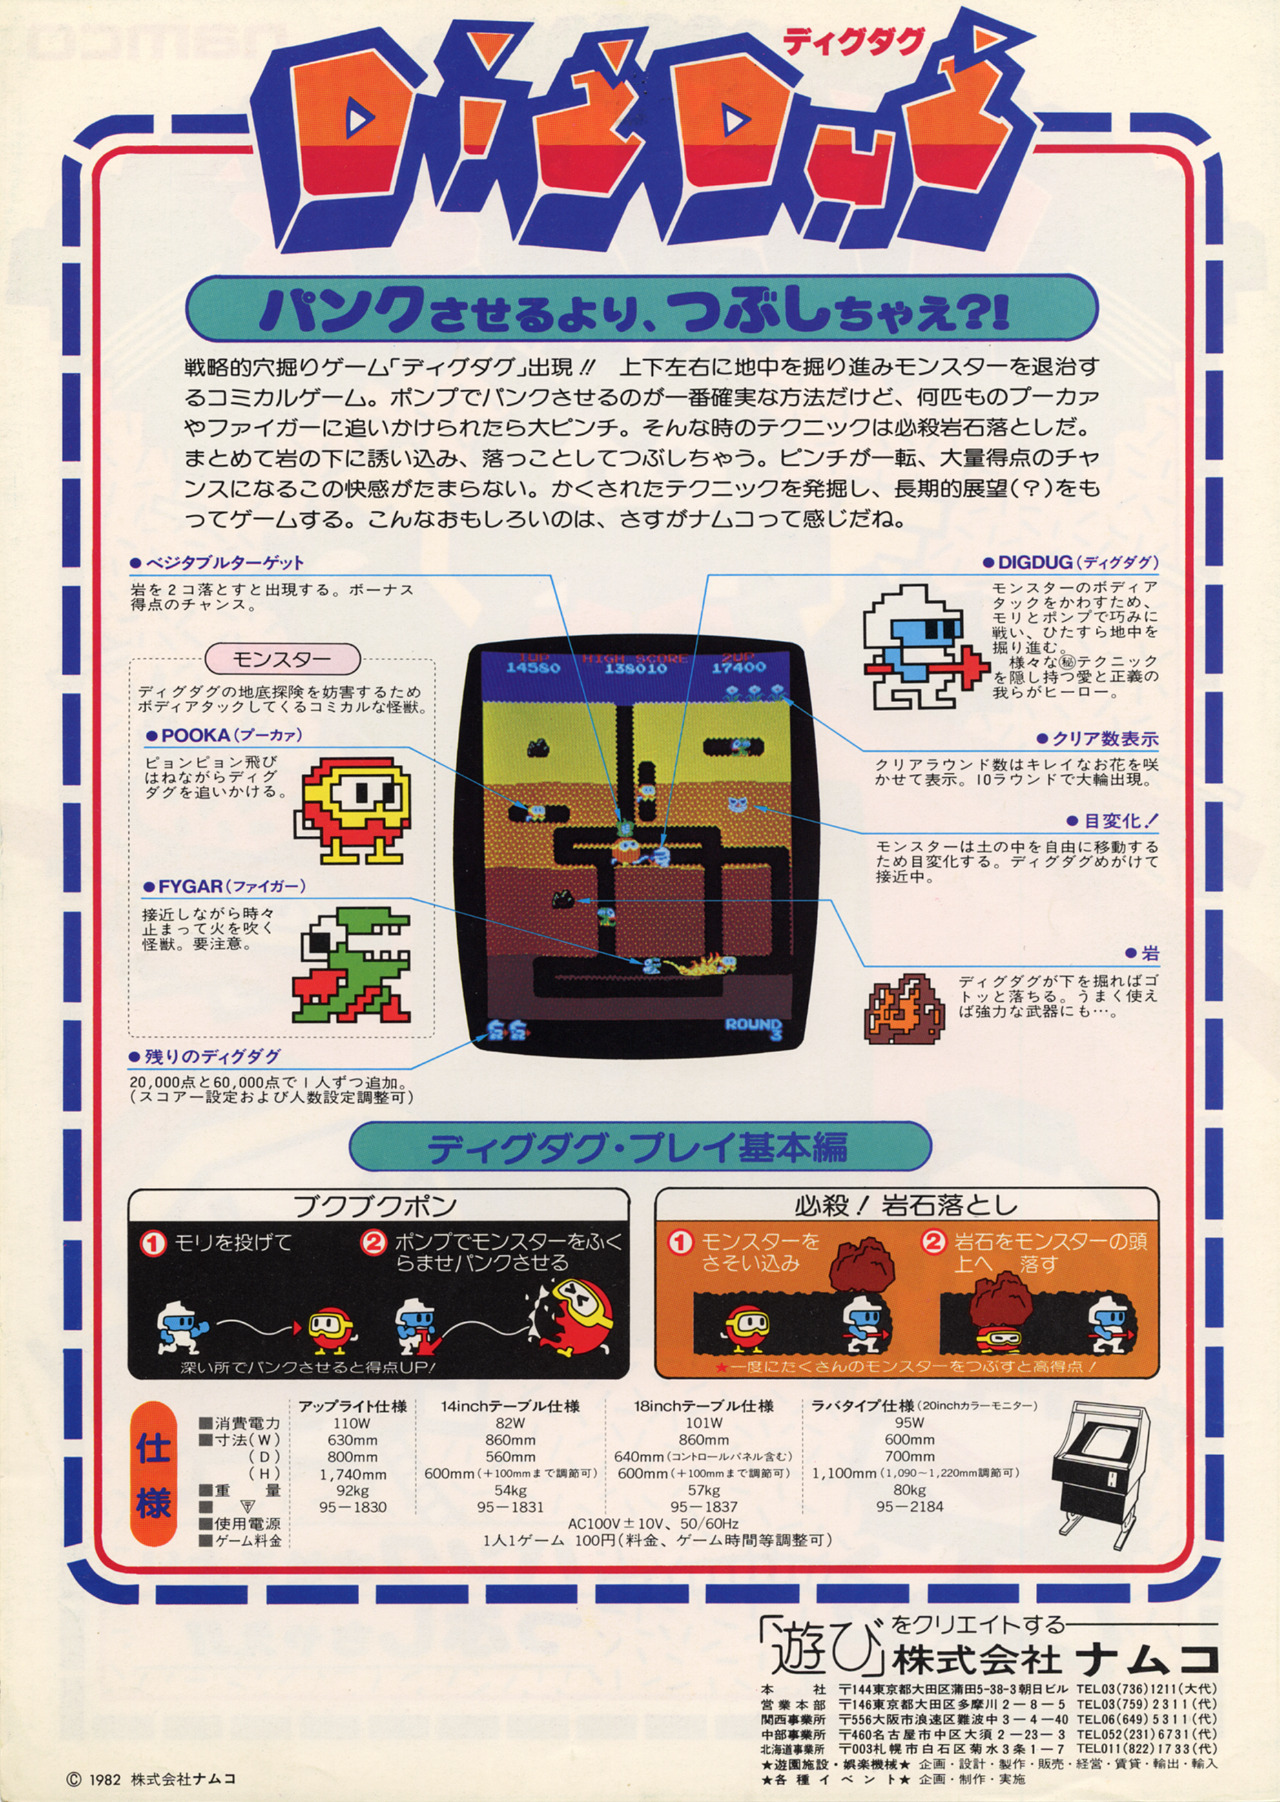 DiG DuG
ディグダグ
パンクさせるより、つぶしちゃえ?!
戦略的穴掘りゲーム「ディグダグ」出現!! 上下左右に地中を掘り進みモンスターを退治す
るコミカルゲーム。ポンプでパンクさせるのが一番確実な方法だけど、何匹ものプーカァ
やファイガーに追いかけられたら大ピンチ。そんな時のテクニックは必殺岩石落としだ。
まとめて岩の下に誘い込み、落っことしてつぶしちゃう。ピンチが一転、大量得点のチャ
ンスになるこの快感がたまらない。かくされたテクニックを発掘し、長期的展望(?)をも
ってゲームする。こんなおもしろいのは、さすがナムコって感じだね。
●ベジタブルターゲット
岩を2コ落とすと出現する。ボーナス
得点のチャンス。
モンスター
ディグダグの地底探険を妨害するため
ボディアタックしてくるコミカルな怪獣。
●POOKA(プーカァ)
ピョンピョン飛び
はねながらディグ
ダグを追いかける。
●FYGAR(ファイガー)
接近しながら時々
止まって火を吹く
怪獣。要注意。
●残りのディグダグ
20,000点と60,000点で1人ずつ追加。
(スコアー設定および人数設定調整可)
1UP HIGH SCORE 2UP
14580 138010 17400
ROUND
3
●DIGDUG(ディグダグ)
モンスターのボディア
タックをかわすため、
モリとポンプで巧みに
戦い、ひたすら地中を
掘り進む。
様々な㊙テクニック
を隠し持つ愛と正義の
我らがヒーロー。
●クリア数表示
クリアラウンド数はキレイなお花を咲
かせて表示。10ラウンドで大輪出現。
●目変化!
モンスターは土の中を自由に移動する
ため目変化する。ディグダグめがけて
接近中。
●岩
ディグダグが下を掘ればゴ
トッと落ちる。うまく使え
ば強力な武器にも…。
ディグダグ・プレイ基本編
ブクブクポン
1 モリを投げて
2 ポンプでモンスターをふく
らませパンクさせる
深い所でパンクさせると得点UP!
必殺! 岩石落とし
1 モンスターを
さそい込み
2 岩石をモンスターの頭
上へ 落す
★一度にたくさんのモンスターをつぶすと高得点!
仕様
アップライト仕様 14inchテーブル仕様 18inchテーブル仕様 ラバタイプ仕様(20inchカラーモニター)
■消費電力 110W 82W 101W 95W
■寸法(W) 630mm 860mm 860mm 600mm
(D) 800mm 560mm 640mm(コントロールパネル含む) 700mm
(H) 1,740mm 600mm(+100mmまで調節可) 600mm(+100mmまで調節可) 1,100mm(1,090〜1,220mm調節可)
■重量 92kg 54kg 57kg 80kg
■ 〒 95-1830 95-1831 95-1837 95-2184
■使用電源 AC100V±10V、50/60Hz
■ゲーム料金 1人1ゲーム 100円(料金、ゲーム時間等調整可)
「遊び」をクリエイトする
株式会社 ナムコ
本社 〒144東京都大田区蒲田5-38-3朝日ビル TEL03(736)1211(大代)
営業本部 〒146東京都大田区多摩川2-8-5 TEL03(759)2311(代)
関西事業所 〒556大阪市浪速区難波中3-4-40 TEL06(649)5311(代)
中部事業所 〒460名古屋市中区大須2-23-3 TEL052(231)6731(代)
北海道事業所 〒003札幌市白石区菊水3条1-7 TEL011(822)1733(代)
★遊園施設・娯楽機械★ 企画・設計・製作・販売・経営・賃貸・輸出・輸入
★各種イベント★ 企画・制作・実施
© 1982 株式会社ナムコ